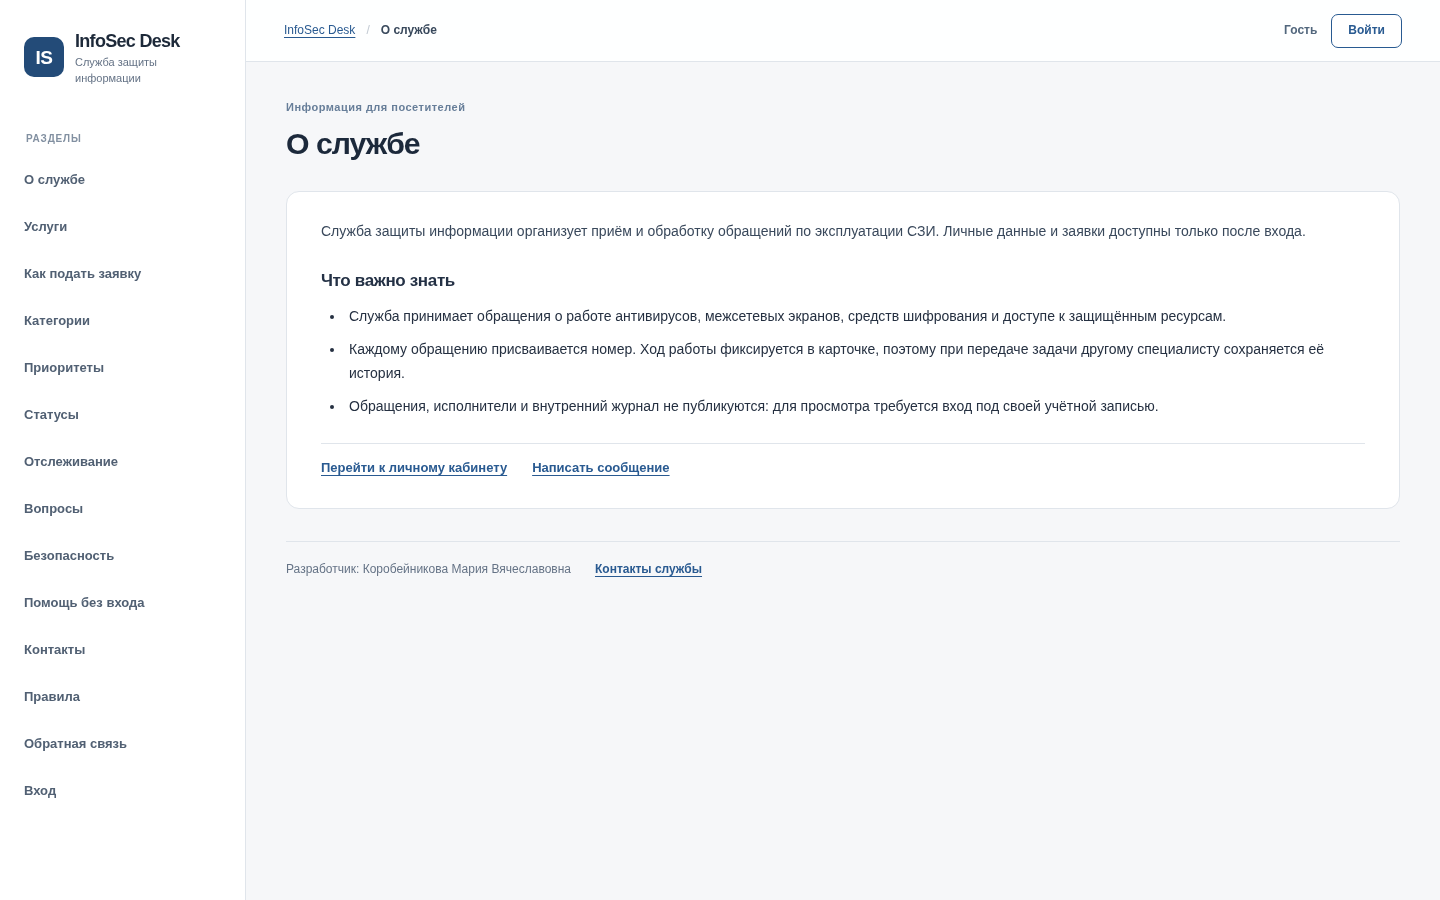 IS
InfoSec Desk
Служба защиты
информации
РАЗДЕЛЫ
О службе
Услуги
Как подать заявку
Категории
Приоритеты
Статусы
Отслеживание
Вопросы
Безопасность
Помощь без входа
Контакты
Правила
Обратная связь
Вход
InfoSec Desk / О службе
Гость Войти
Информация для посетителей
О службе
Служба защиты информации организует приём и обработку обращений по эксплуатации СЗИ. Личные данные и заявки доступны только после входа.
Что важно знать
• Служба принимает обращения о работе антивирусов, межсетевых экранов, средств шифрования и доступе к защищённым ресурсам.
• Каждому обращению присваивается номер. Ход работы фиксируется в карточке, поэтому при передаче задачи другому специалисту сохраняется её
история.
• Обращения, исполнители и внутренний журнал не публикуются: для просмотра требуется вход под своей учётной записью.
Перейти к личному кабинету Написать сообщение
Разработчик: Коробейникова Мария Вячеславовна Контакты службы